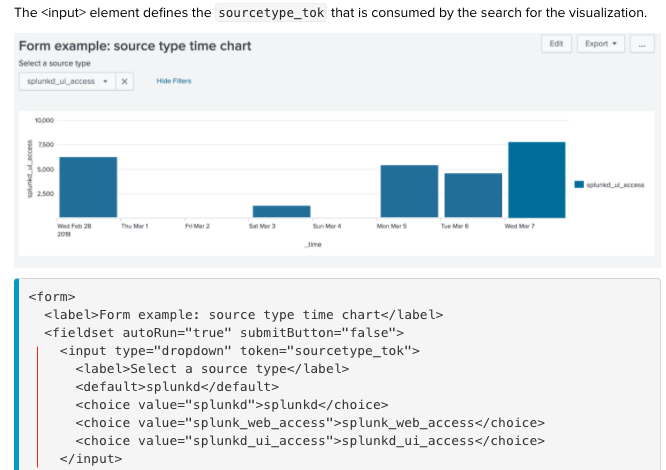 The <input> element defines the sourcetype_tok that is consumed by the search for the visualization.
Form example: source type time chart
Edit Export ...
Select a source type
splunkd_ui_access × Hide Filters
10,000
7,500
5,000
2,500
splunkd_ui_access
splunkd_ui_access
Wed Feb 28 Thu Mar 1 Fri Mar 2 Sat Mar 3 Sun Mar 4 Mon Mar 5 Tue Mar 6 Wed Mar 7
2018
_time
<form>
<label>Form example: source type time chart</label>
<fieldset autoRun="true" submitButton="false">
<input type="dropdown" token="sourcetype_tok">
<label>Select a source type</label>
<default>splunkd</default>
<choice value="splunkd">splunkd</choice>
<choice value="splunk_web_access">splunk_web_access</choice>
<choice value="splunkd_ui_access">splunkd_ui_access</choice>
</input>